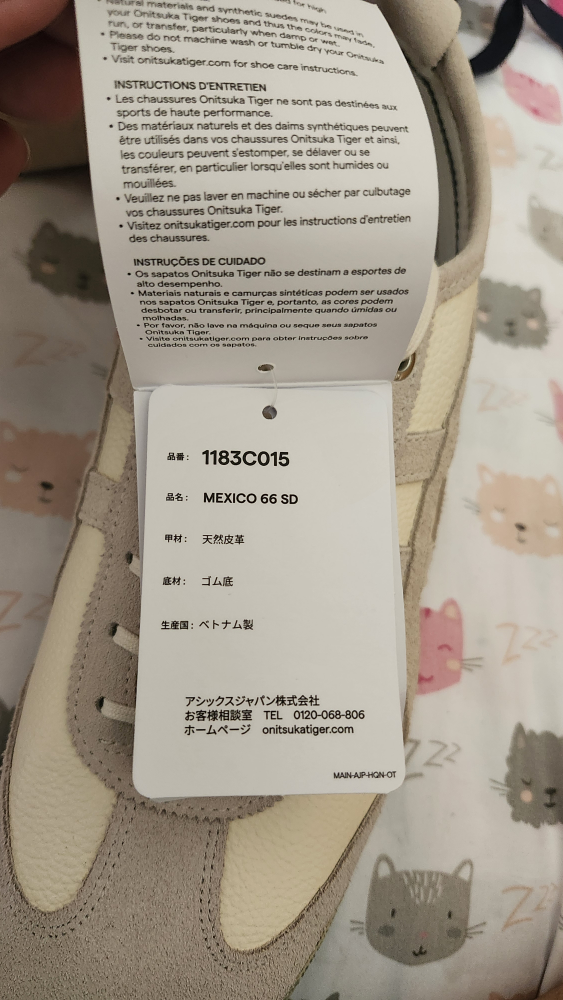 Natural materials and synthetic suedes may be used in
your Onitsuka Tiger shoes and thus the colors may fade,
run, or transfer, particularly when damp or wet.
• Please do not machine wash or tumble dry your Onitsuka
Tiger shoes.
• Visit onitsukatiger.com for shoe care instructions.
INSTRUCTIONS D'ENTRETIEN
• Les chaussures Onitsuka Tiger ne sont pas destinées aux
sports de haute performance.
• Des matériaux naturels et des daims synthétiques peuvent
être utilisés dans vos chaussures Onitsuka Tiger et ainsi,
les couleurs peuvent s'estomper, se délaver ou se
transférer, en particulier lorsqu'elles sont humides ou
mouillées.
• Veuillez ne pas laver en machine ou sécher par culbutage
vos chaussures Onitsuka Tiger.
• Visitez onitsukatiger.com pour les instructions d'entretien
des chaussures.
INSTRUÇÕES DE CUIDADO
• Os sapatos Onitsuka Tiger não se destinam a esportes de
alto desempenho.
• Materiais naturais e camurças sintéticas podem ser usados
nos sapatos Onitsuka Tiger e, portanto, as cores podem
desbotar ou transferir, principalmente quando úmidas ou
molhadas.
• Por favor, não lave na máquina ou seque seus sapatos
Onitsuka Tiger.
• Visite onitsukatiger.com para obter instruções sobre
cuidados com os sapatos.
品番: 1183C015
品名: MEXICO 66 SD
甲材: 天然皮革
底材: ゴム底
生産国: ベトナム製
アシックスジャパン株式会社
お客様相談室 TEL 0120-068-806
ホームページ onitsukatiger.com
MAIN-AJP-HQN-OT